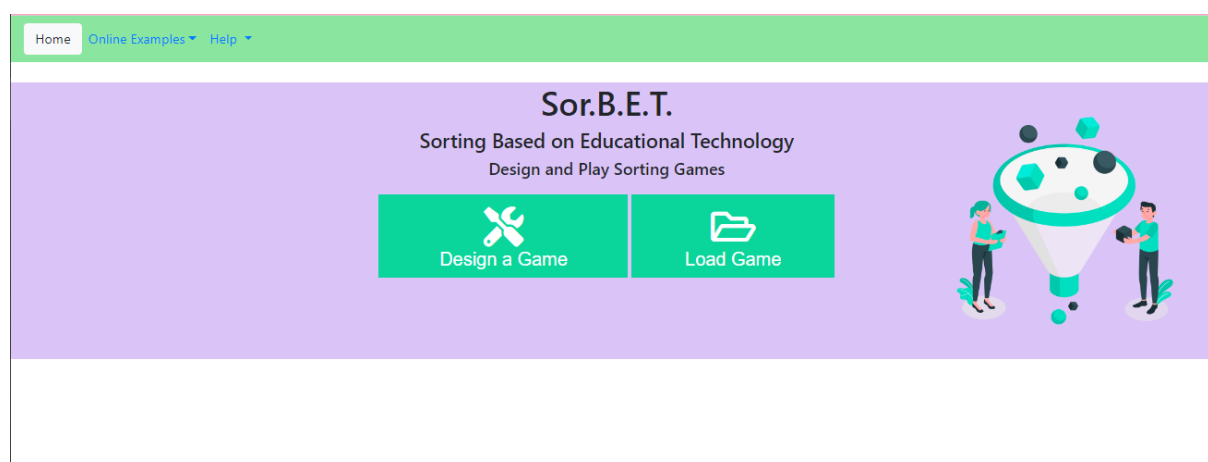 Home Online Examples Help
Sor.B.E.T.
Sorting Based on Educational Technology
Design and Play Sorting Games
Design a Game Load Game